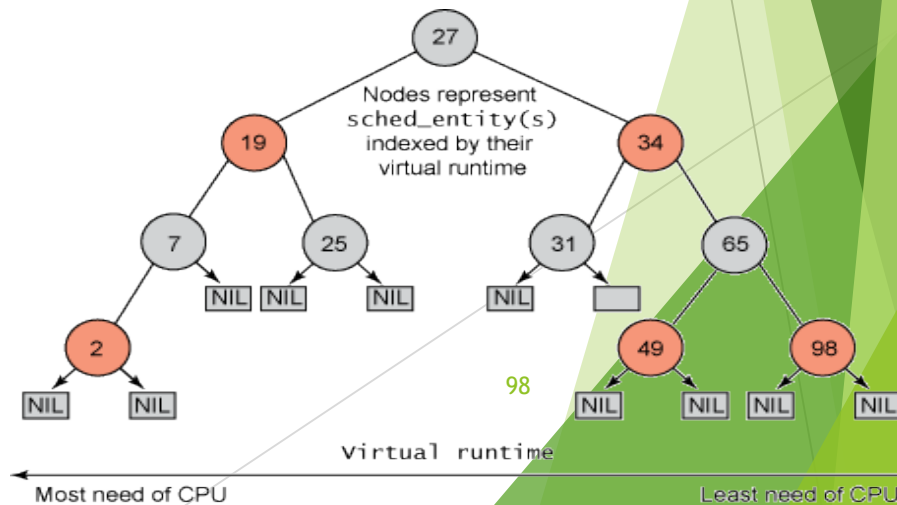 27
Nodes represent
sched_entity(s)
indexed by their
virtual runtime
19
34
7
25
31
65
NIL
NIL
NIL
NIL
2
49
98
98
NIL
NIL
NIL
NIL
NIL
NIL
Virtual runtime
Most need of CPU
Least need of CPU